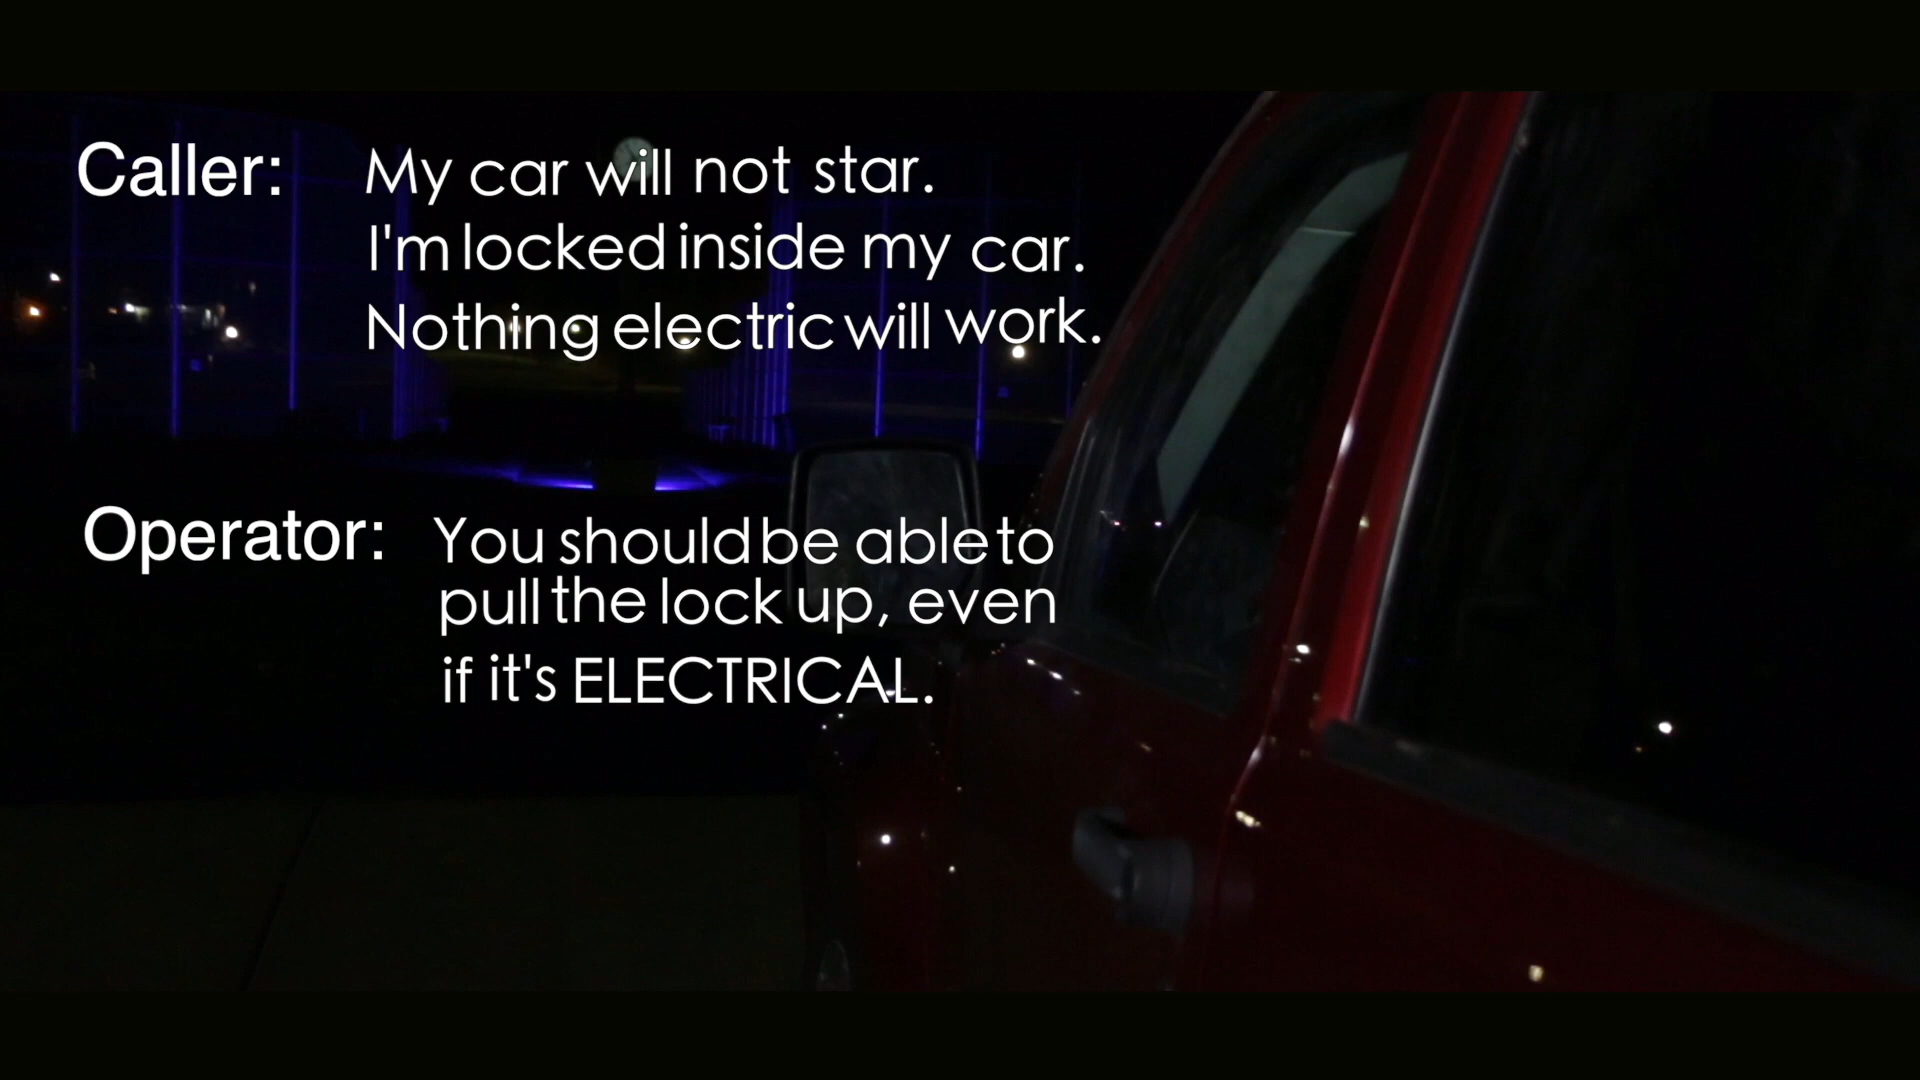 Caller: My car will not star.
I'm locked inside my car.
Nothing electric will work.
Operator: You should be able to
pull the lock up, even
if it's ELECTRICAL.